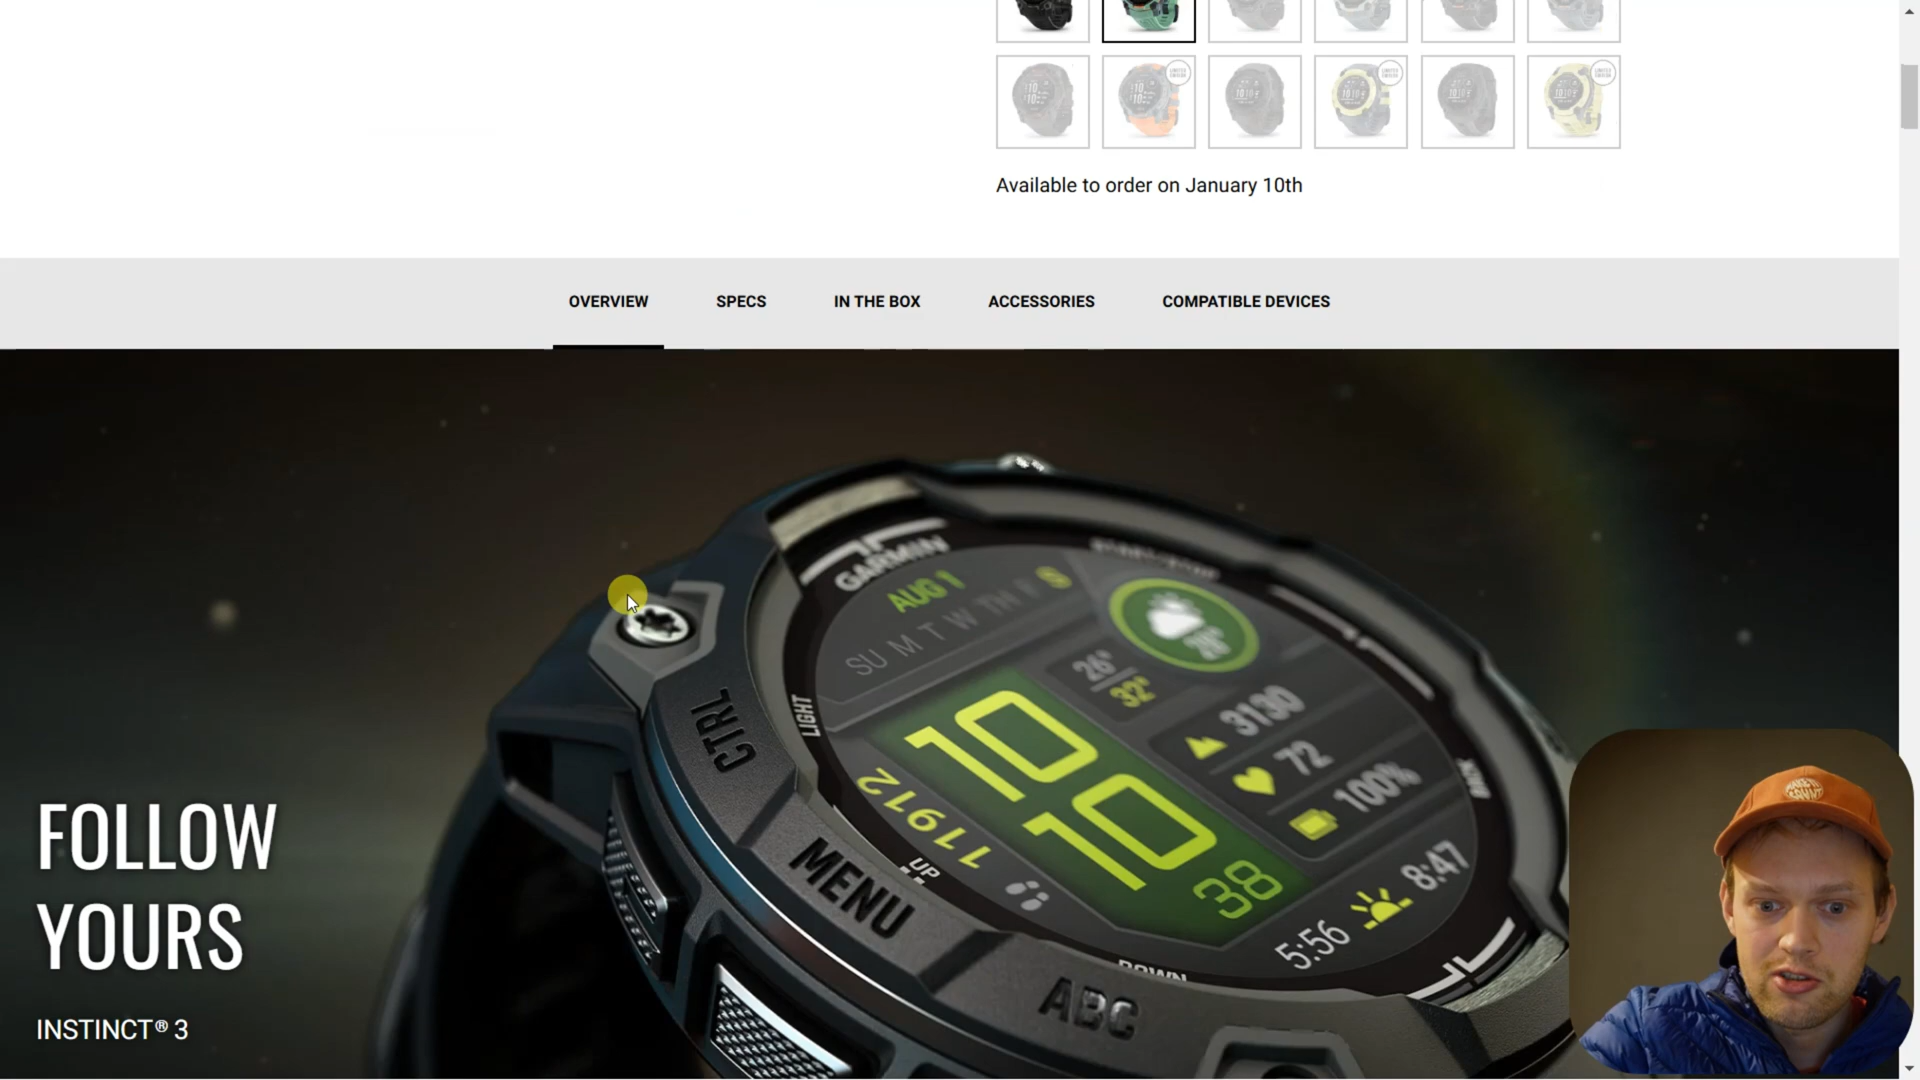 Available to order on January 10th
OVERVIEW SPECS IN THE BOX ACCESSORIES COMPATIBLE DEVICES
GARMIN
AUG 1
SU M T W TH F S
28°
26°
32°
LIGHT
CTRL
3130
10
10
72
100%
11912
38
UP
MENU
8:47
5:56
DOWN
ABC
FOLLOW
YOURS
INSTINCT® 3